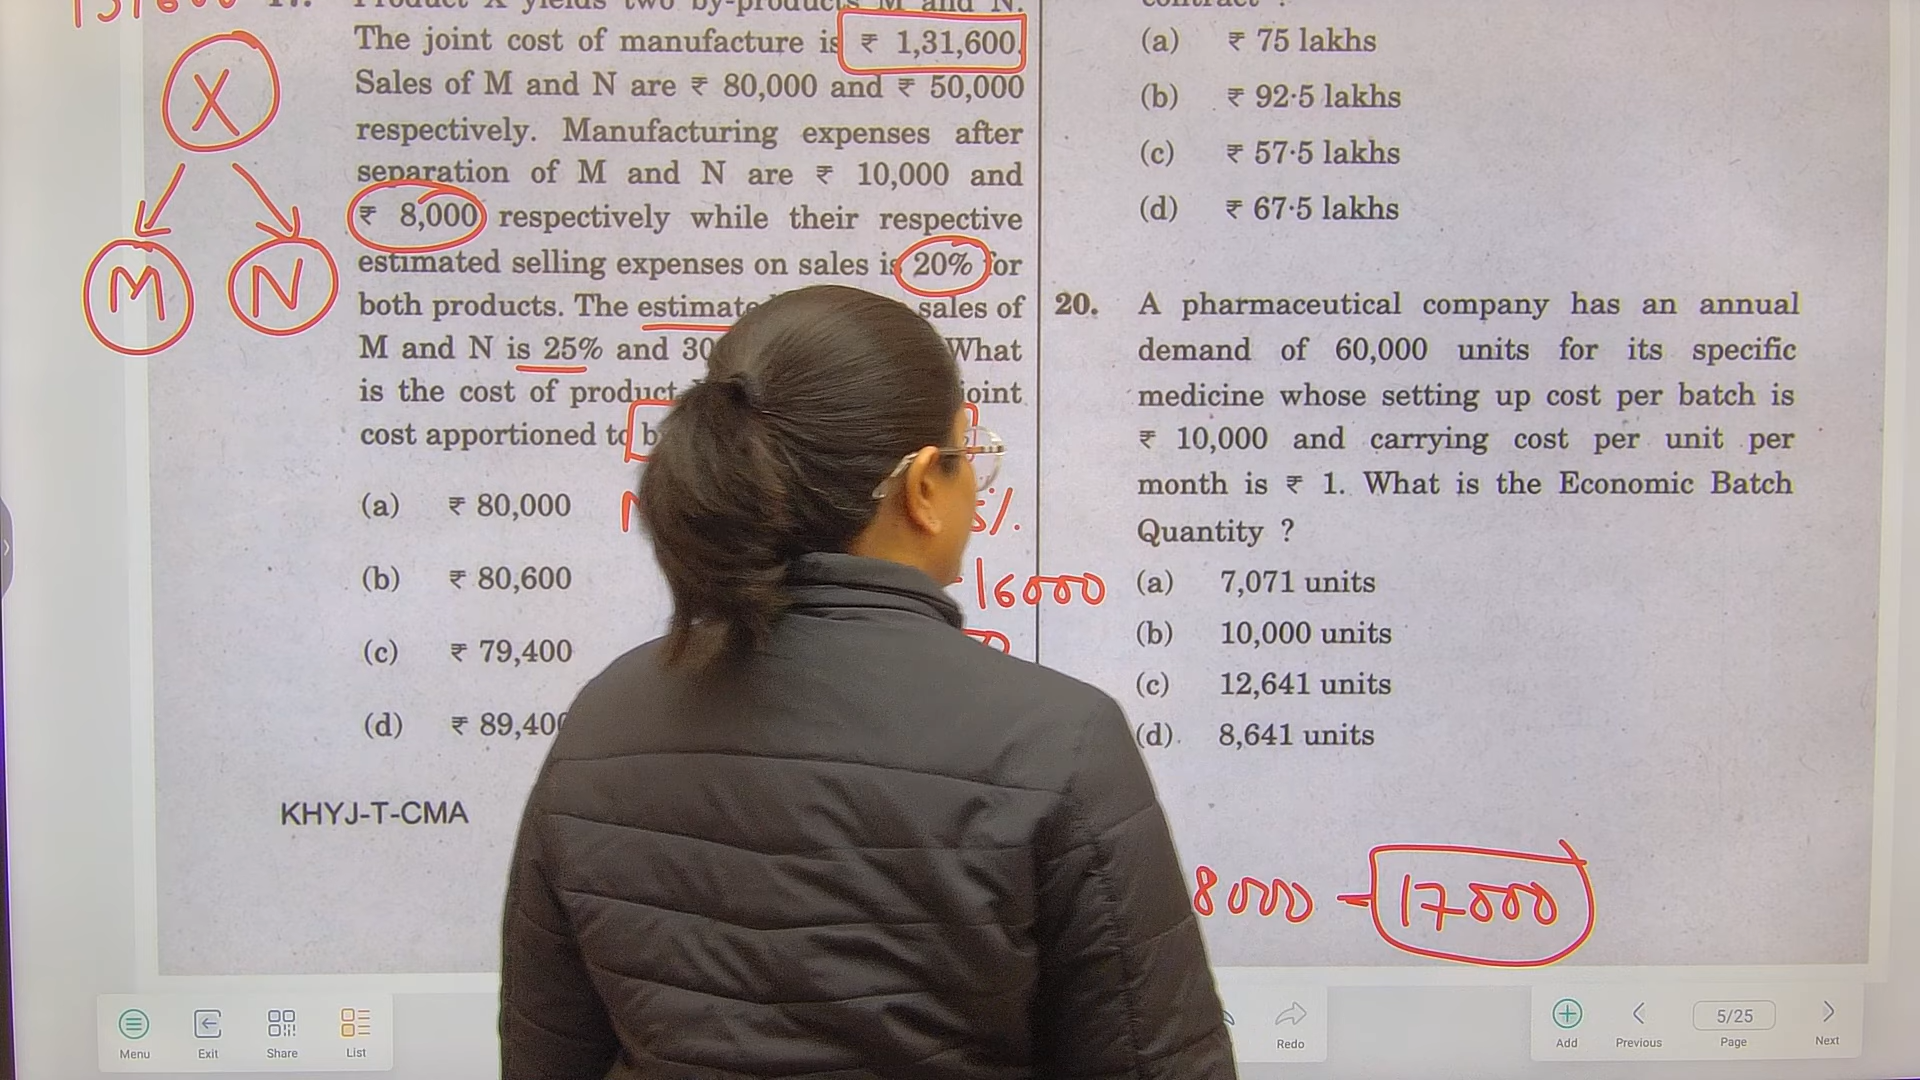 The joint cost of manufacture is ₹ 1,31,600.
Sales of M and N are ₹ 80,000 and ₹ 50,000
respectively. Manufacturing expenses after
separation of M and N are ₹ 10,000 and
₹ 8,000 respectively while their respective
estimated selling expenses on sales is 20% for
both products. The sales of
M and N is 25% and What
is the cost of product joint
cost apportioned to
(a) ₹ 80,000
(b) ₹ 80,600
(c) ₹ 79,400
(d) ₹ 89,400
KHYJ-T-CMA
X
M N
16000
(a) ₹ 75 lakhs
(b) ₹ 92·5 lakhs
(c) ₹ 57·5 lakhs
(d) ₹ 67·5 lakhs
20. A pharmaceutical company has an annual
demand of 60,000 units for its specific
medicine whose setting up cost per batch is
₹ 10,000 and carrying cost per unit per
month is ₹ 1. What is the Economic Batch
Quantity ?
(a) 7,071 units
(b) 10,000 units
(c) 12,641 units
(d) 8,641 units
8000 - 17000
Menu Exit Share List Redo Add Previous 5/25 Page Next